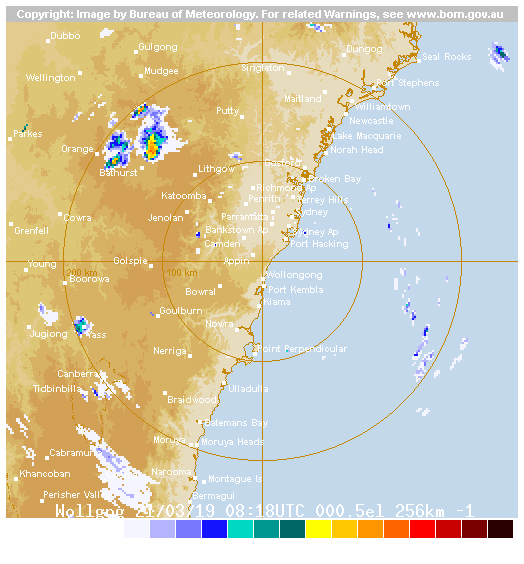 Copyright: Image by Bureau of Meteorology. For related Warnings, see www.bom.gov.au
Dubbo
Gulgong
Dungog
Seal Rocks
Wellington
Mudgee
Singleton
Port Stephens
Maitland
Williamtown
Putty
Newcastle
Parkes
Lake Macquarie
Orange
Norah Head
Gosford
Bathurst
Lithgow
Broken Bay
Richmond Ap
Katoomba
Penrith
Terrey Hills
Cowra
Jenolan
Parramatta
Sydney
Grenfell
Bankstown Ap
Sydney Ap
Camden
Port Hacking
Young
Golspie
Appin
200 km
100 km
Wollongong
Boorowa
Bowral
Port Kembla
Kiama
Goulburn
Nowra
Jugiong
Yass
Nerriga
Point Perpendicular
Canberra
Tidbinbilla
Ulladulla
Braidwood
Batemans Bay
Moruya
Moruya Heads
Cabramurra
Khancoban
Narooma
Montague Is
Perisher Vall
Bermagui
Wollgng 21/03/19 08:18UTC 000.5el 256km -1